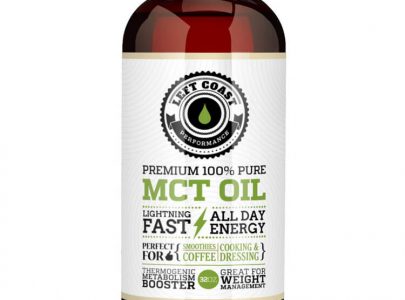 LEFT COAST
PERFORMANCE
PREMIUM 100% PURE
MCT OIL
LIGHTNING FAST
ALL DAY ENERGY
PERFECT FOR
SMOOTHIES COFFEE
COOKING & DRESSING
THERMOGENIC METABOLISM BOOSTER
32OZ
GREAT FOR WEIGHT MANAGEMENT